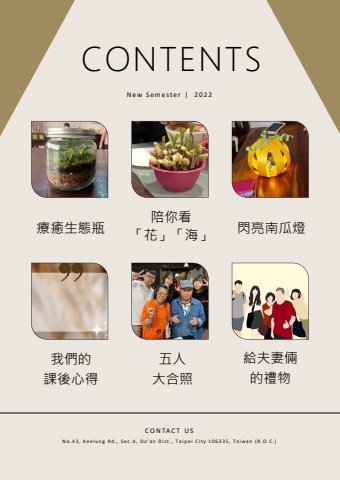 CONTENTS
New Semester | 2022
療癒生態瓶
陪你看
「花」「海」
閃亮南瓜燈
我們的
課後心得
五人
大合照
給夫妻倆
的禮物
CONTACT US
No.43, Keelung Rd., Sec.4, Da'an Dist., Taipei City 106335, Taiwan (R.O.C.)